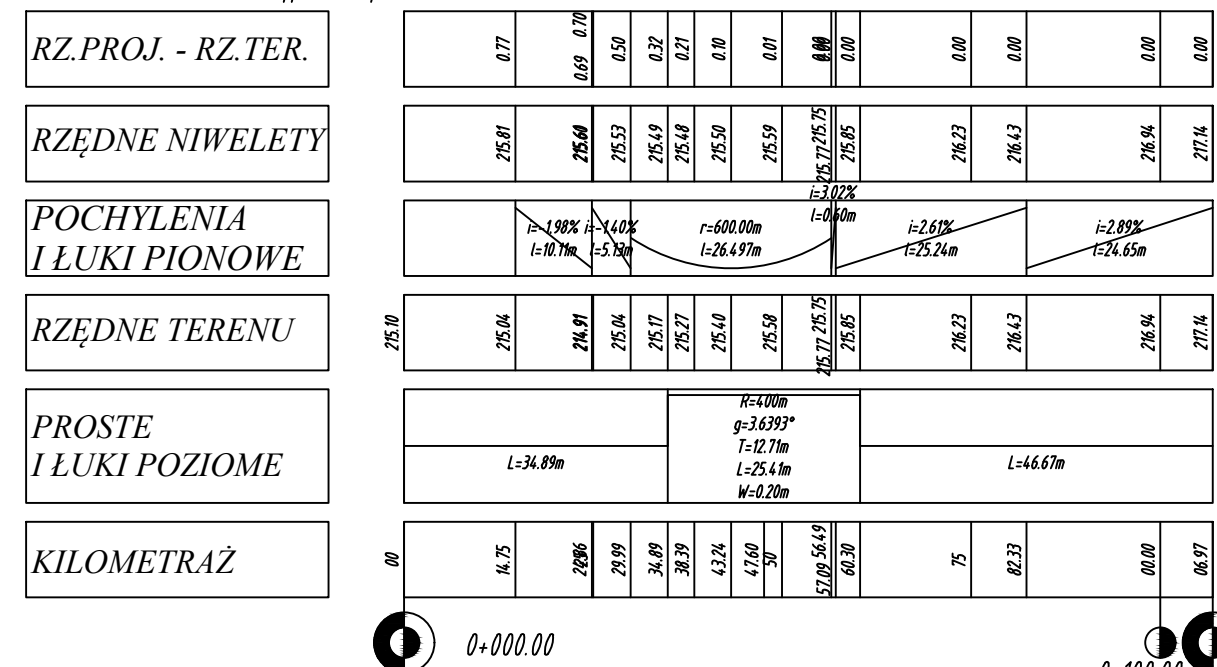 RZ.PROJ. - RZ.TER.
0.77 0.69 0.70 0.50 0.32 0.21 0.10 0.01 0.00 0.00 0.00 0.00 0.00
RZĘDNE NIWELETY
215.81 215.60 215.53 215.49 215.48 215.50 215.59 215.77 215.75 215.85 216.23 216.43 216.94 217.14
POCHYLENIA
I ŁUKI PIONOWE
i=-1,98% i=-1.40% r=600.00m i=3.02% i=2.61% i=2.89%
l=10.11m l=5.13m l=26.497m l=0,60m l=25.24m l=24.65m
RZĘDNE TERENU
215.10 215.04 214.91 215.04 215.17 215.27 215.40 215.58 215.77 215.75 215.85 216.23 216.43 216.94 217.14
PROSTE
I ŁUKI POZIOME
L=34.89m
R=400m
g=3.6393°
T=12.71m
L=25.41m
W=0.20m
L=46.67m
KILOMETRAŻ
00 14.75 29.99 34.89 38.39 43.24 47.60 50 57.09 56.49 60.30 75 82.33 00.00 06.97
0+000.00